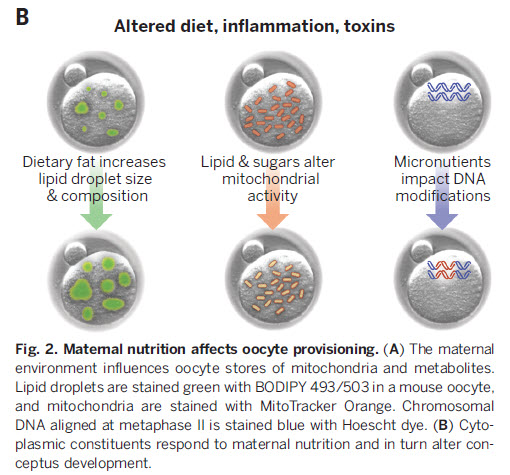 B
Altered diet, inflammation, toxins
Dietary fat increases
lipid droplet size
& composition
Lipid & sugars alter
mitochondrial
activity
Micronutients
impact DNA
modifications
Fig. 2. Maternal nutrition affects oocyte provisioning. (A) The maternal
environment influences oocyte stores of mitochondria and metabolites.
Lipid droplets are stained green with BODIPY 493/503 in a mouse oocyte,
and mitochondria are stained with MitoTracker Orange. Chromosomal
DNA aligned at metaphase II is stained blue with Hoescht dye. (B) Cyto-
plasmic constituents respond to maternal nutrition and in turn alter con-
ceptus development.